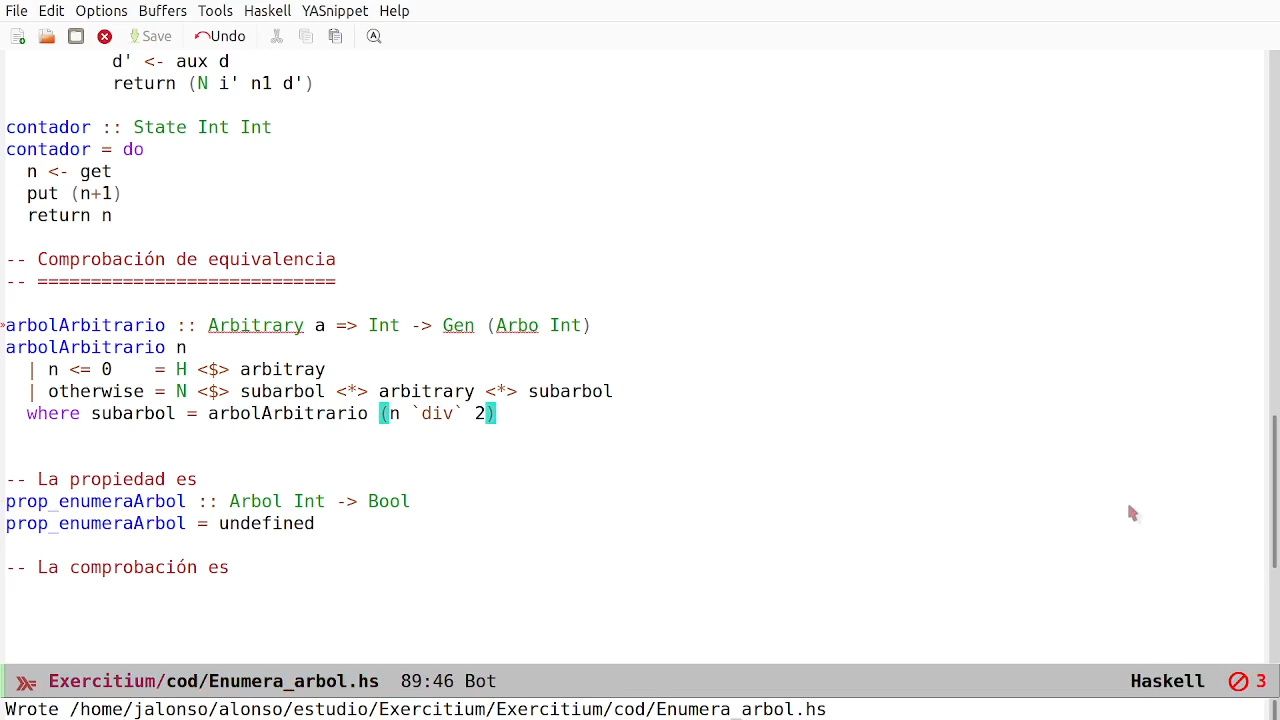 File Edit Options Buffers Tools Haskell YASnippet Help
Save Undo
d' <- aux d
return (N i' n1 d')
contador :: State Int Int
contador = do
n <- get
put (n+1)
return n
-- Comprobación de equivalencia
-- ============================
arbolArbitrario :: Arbitrary a => Int -> Gen (Arbo Int)
arbolArbitrario n
| n <= 0    = H <$> arbitray
| otherwise = N <$> subarbol <*> arbitrary <*> subarbol
where subarbol = arbolArbitrario (n `div` 2)
-- La propiedad es
prop_enumeraArbol :: Arbol Int -> Bool
prop_enumeraArbol = undefined
-- La comprobación es
Exercitium/cod/Enumera_arbol.hs 89:46 Bot Haskell 3
Wrote /home/jalonso/alonso/estudio/Exercitium/Exercitium/cod/Enumera_arbol.hs